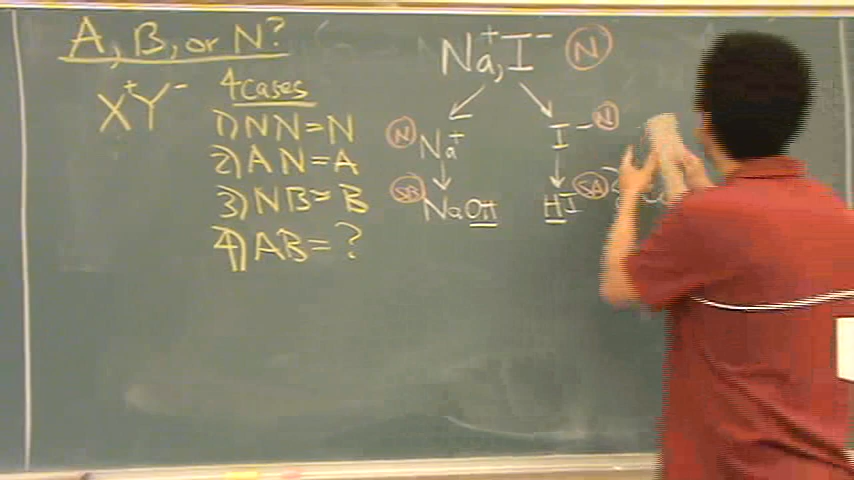 A, B, or N?
X⁺Y⁻
4 Cases
1) N N = N
2) A N = A
3) N B = B
4) A B = ?
Na⁺, I⁻ N
N Na⁺
I⁻ N
SB NaOH
HI SA